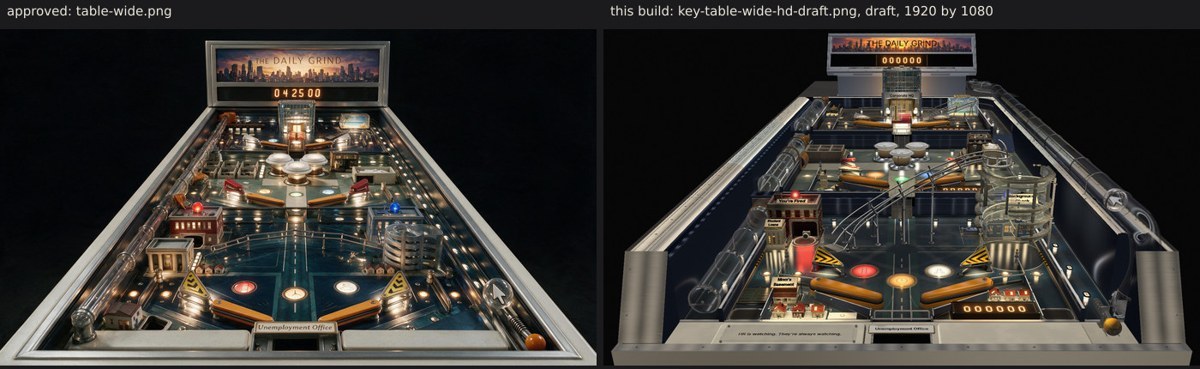 approved: table-wide.png
this build: key-table-wide-hd-draft.png, draft, 1920 by 1080
THE DAILY GRIND
042500
Unemployment Office
THE DAILY GRIND
000000
You're Fired
000000
HR is watching. They're always watching.
Unemployment Office